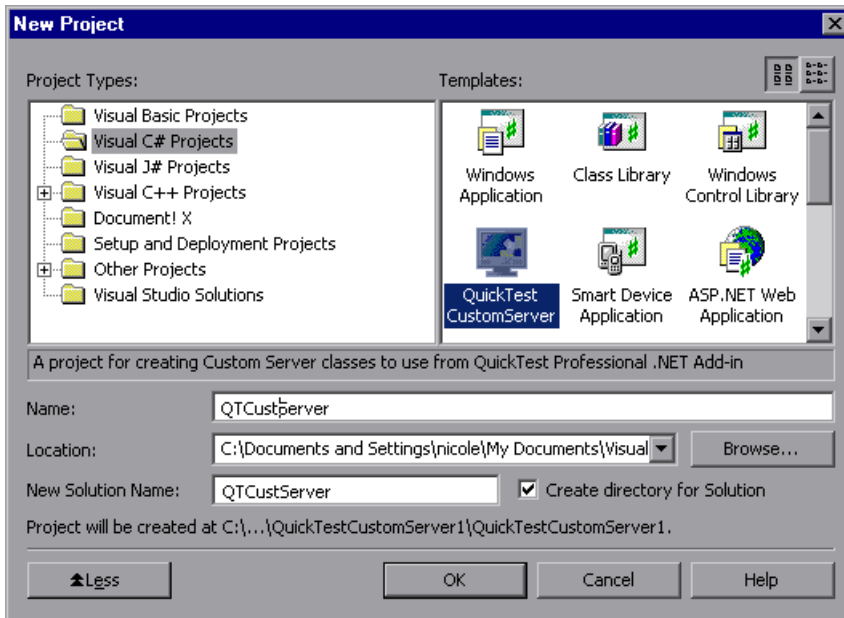 New Project
Project Types:
Templates:
Visual Basic Projects
Visual C# Projects
Visual J# Projects
Visual C++ Projects
Document! X
Setup and Deployment Projects
Other Projects
Visual Studio Solutions
Windows
Application
Class Library
Windows
Control Library
QuickTest
CustomServer
Smart Device
Application
ASP.NET Web
Application
A project for creating Custom Server classes to use from QuickTest Professional .NET Add-in
Name:
QTCustServer
Location:
C:\Documents and Settings\nicole\My Documents\Visual
Browse...
New Solution Name:
QTCustServer
Create directory for Solution
Project will be created at C:\...\QuickTestCustomServer1\QuickTestCustomServer1.
Less
OK
Cancel
Help